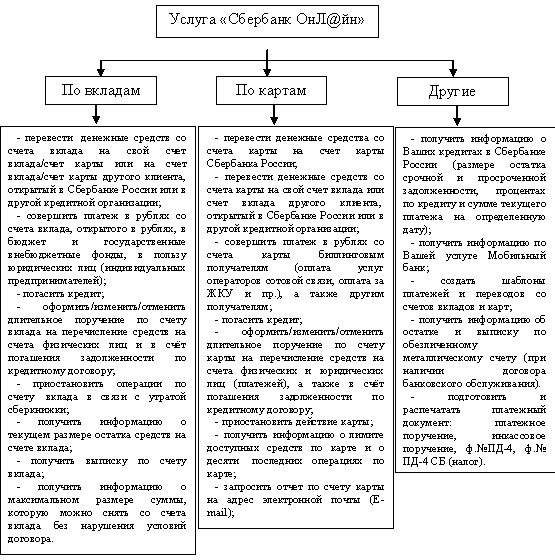 Услуга «Сбербанк ОнЛ@йн»
По вкладам
По картам
Другие
- перевести денежные средств со
счета вклада на свой счет
вклада/счет карты или на счет
вклада/счет карты другого клиента,
открытый в Сбербанке России или в
другой кредитной организации;
- совершить платеж в рублях со
счета вклада, открытого в рублях, в
бюджет и государственные
внебюджетные фонды, в пользу
юридических лиц (индивидуальных
предпринимателей);
- погасить кредит;
- оформить/изменить/отменить
длительное поручение по счету
вклада на перечисление средств на
счета физических лиц и в счёт
погашения задолженности по
кредитному договору;
- приостановить операции по
счету вклада в связи с утратой
сберкнижки;
- получить информацию о
текущем размере остатка средств на
счете вклада;
- получить выписку по счету
вклада;
- получить информацию о
максимальном размере суммы,
которую можно снять со счета
вклада без нарушения условий
договора.
- перевести денежные средства со
счета карты на счет карты
Сбербанка России;
- перевести денежные средств со
счета карты на свой счет вклада или
счет вклада другого клиента,
открытый в Сбербанке России или в
другой кредитной организации;
- совершить платеж в рублях со
счета карты биллинговым
получателям (оплата услуг
операторов сотовой связи, оплата за
ЖКУ и пр.), а также другим
получателям;
- погасить кредит;
- оформить/изменить/отменить
длительное поручение по счету
карты на перечисление средств на
счета физических и юридических
лиц (платежей), а также в счёт
погашения задолженности по
кредитному договору;
- приостановить действие карты;
- получить информацию о лимите
доступных средств по карте и о
десяти последних операциях по
карте;
- запросить отчет по счету карты
на адрес электронной почты (E-
mail);
- получить информацию о
Ваших кредитах в Сбербанке
России (размере остатка
срочной и просроченной
задолженности, процентах
по кредиту и сумме текущего
платежа на определенную
дату);
- получить информацию по
Вашей услуге Мобильный
банк;
- создать шаблоны
платежей и переводов со
счетов вкладов и карт;
- получить информацию об
остатке и выписку по
обезличенному
металлическому счету (при
наличии договора
банковского обслуживания).
- подготовить и
распечатать платежный
документ: платежное
поручение, инкассовое
поручение, ф.№ПД-4, ф.№
ПД-4 СБ (налог).